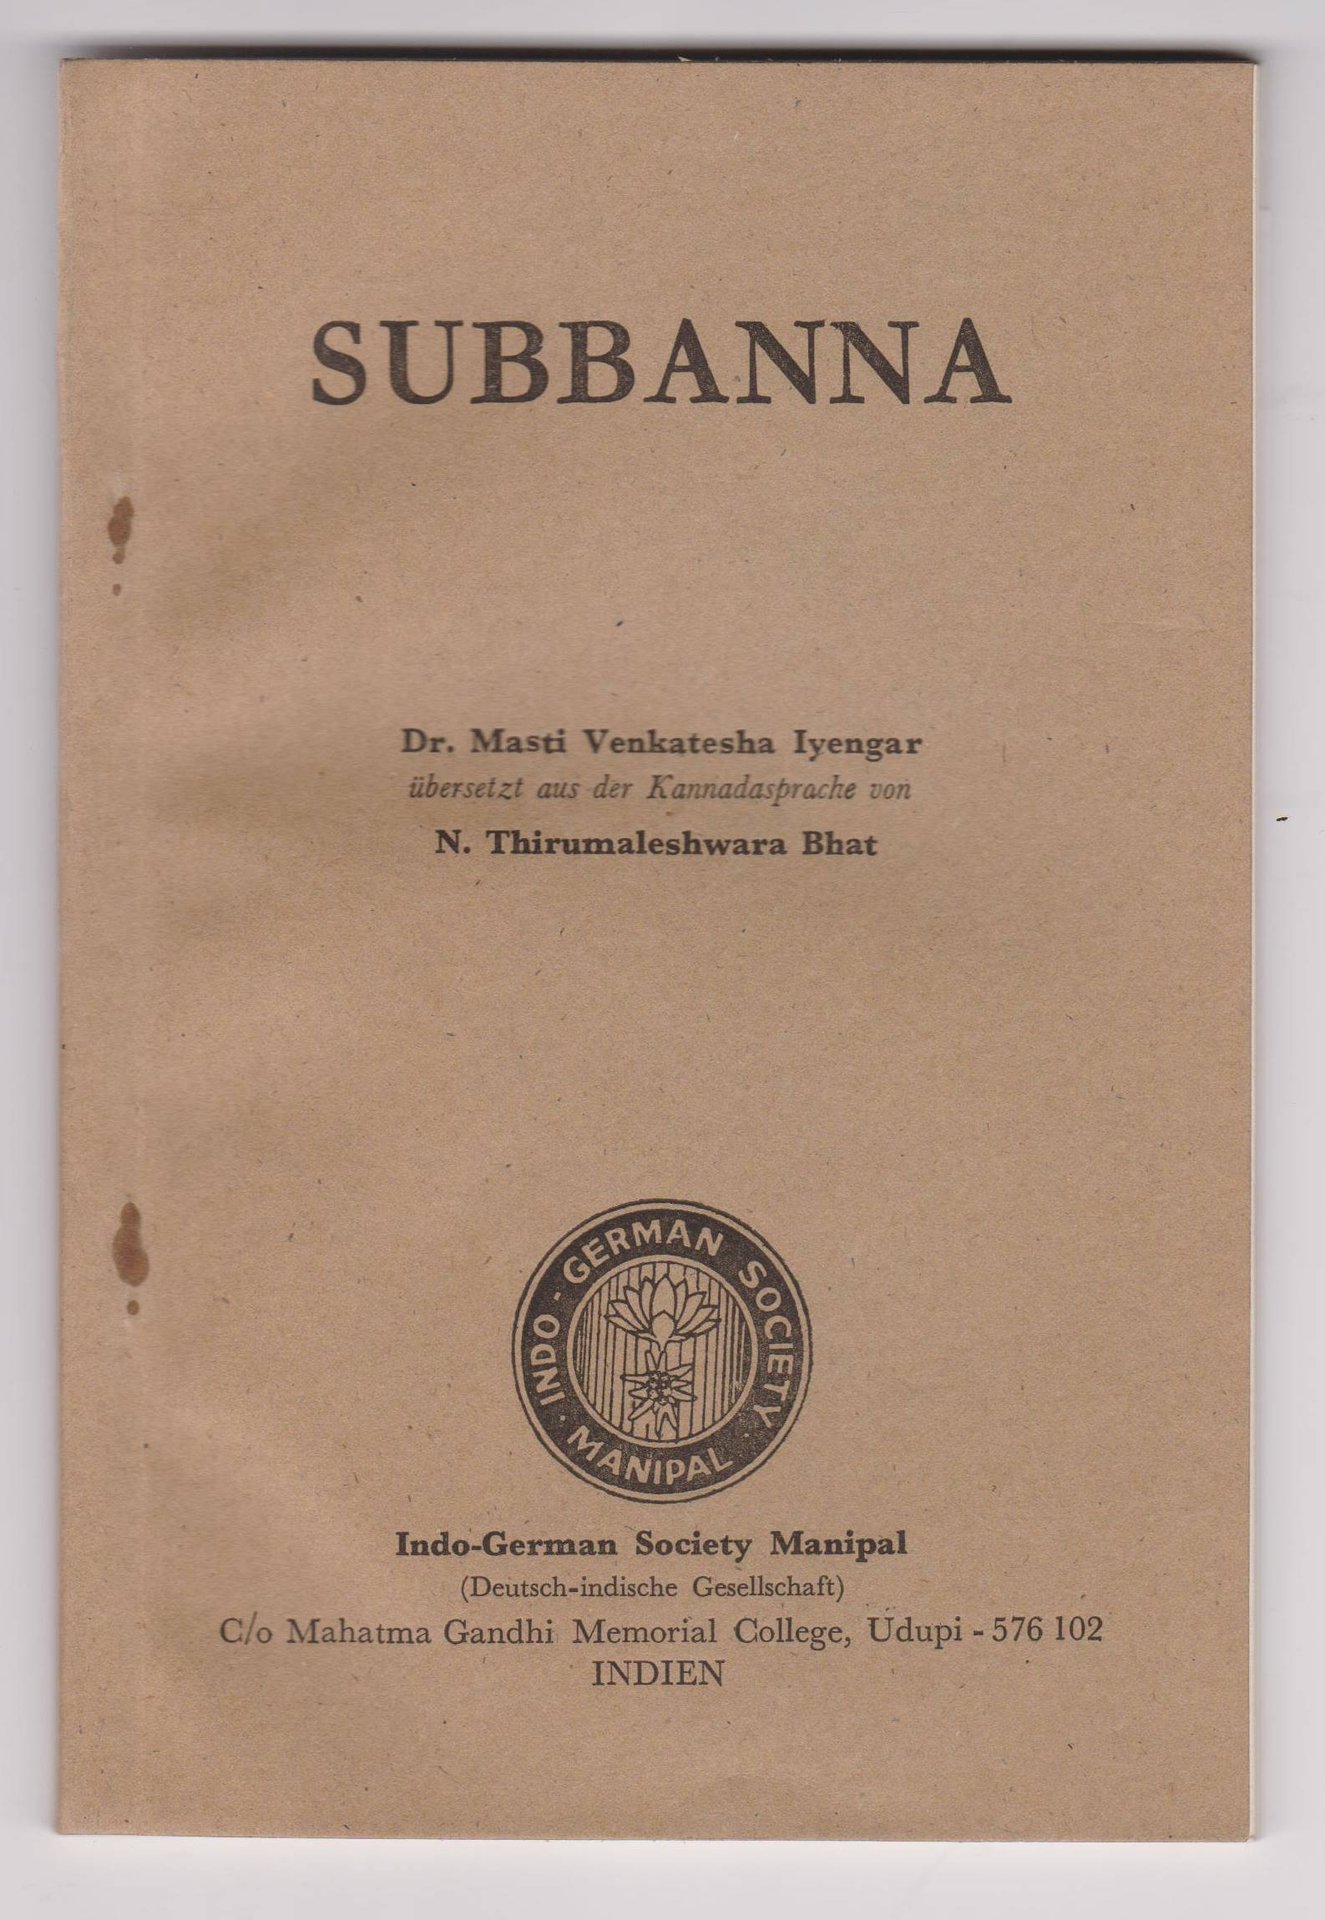 SUBBANNA
Dr. Masti Venkatesha Iyengar
übersetzt aus der Kannadasprache von
N. Thirumaleshwara Bhat
INDO - GERMAN SOCIETY · MANIPAL ·
Indo-German Society Manipal
(Deutsch-indische Gesellschaft)
C/o Mahatma Gandhi Memorial College, Udupi - 576 102
INDIEN